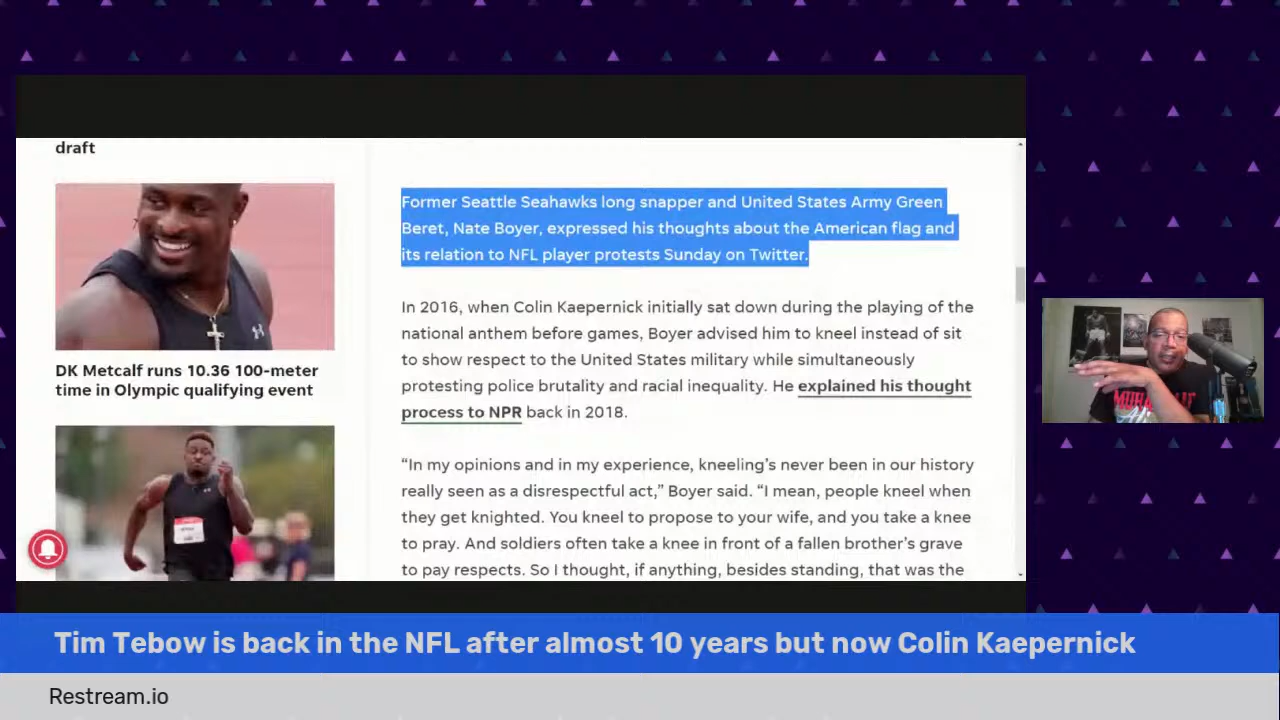 draft
DK Metcalf runs 10.36 100-meter
time in Olympic qualifying event
Former Seattle Seahawks long snapper and United States Army Green
Beret, Nate Boyer, expressed his thoughts about the American flag and
its relation to NFL player protests Sunday on Twitter.
In 2016, when Colin Kaepernick initially sat down during the playing of the
national anthem before games, Boyer advised him to kneel instead of sit
to show respect to the United States military while simultaneously
protesting police brutality and racial inequality. He explained his thought
process to NPR back in 2018.
“In my opinions and in my experience, kneeling’s never been in our history
really seen as a disrespectful act,” Boyer said. “I mean, people kneel when
they get knighted. You kneel to propose to your wife, and you take a knee
to pray. And soldiers often take a knee in front of a fallen brother’s grave
to pay respects. So I thought, if anything, besides standing, that was the
Tim Tebow is back in the NFL after almost 10 years but now Colin Kaepernick
Restream.io